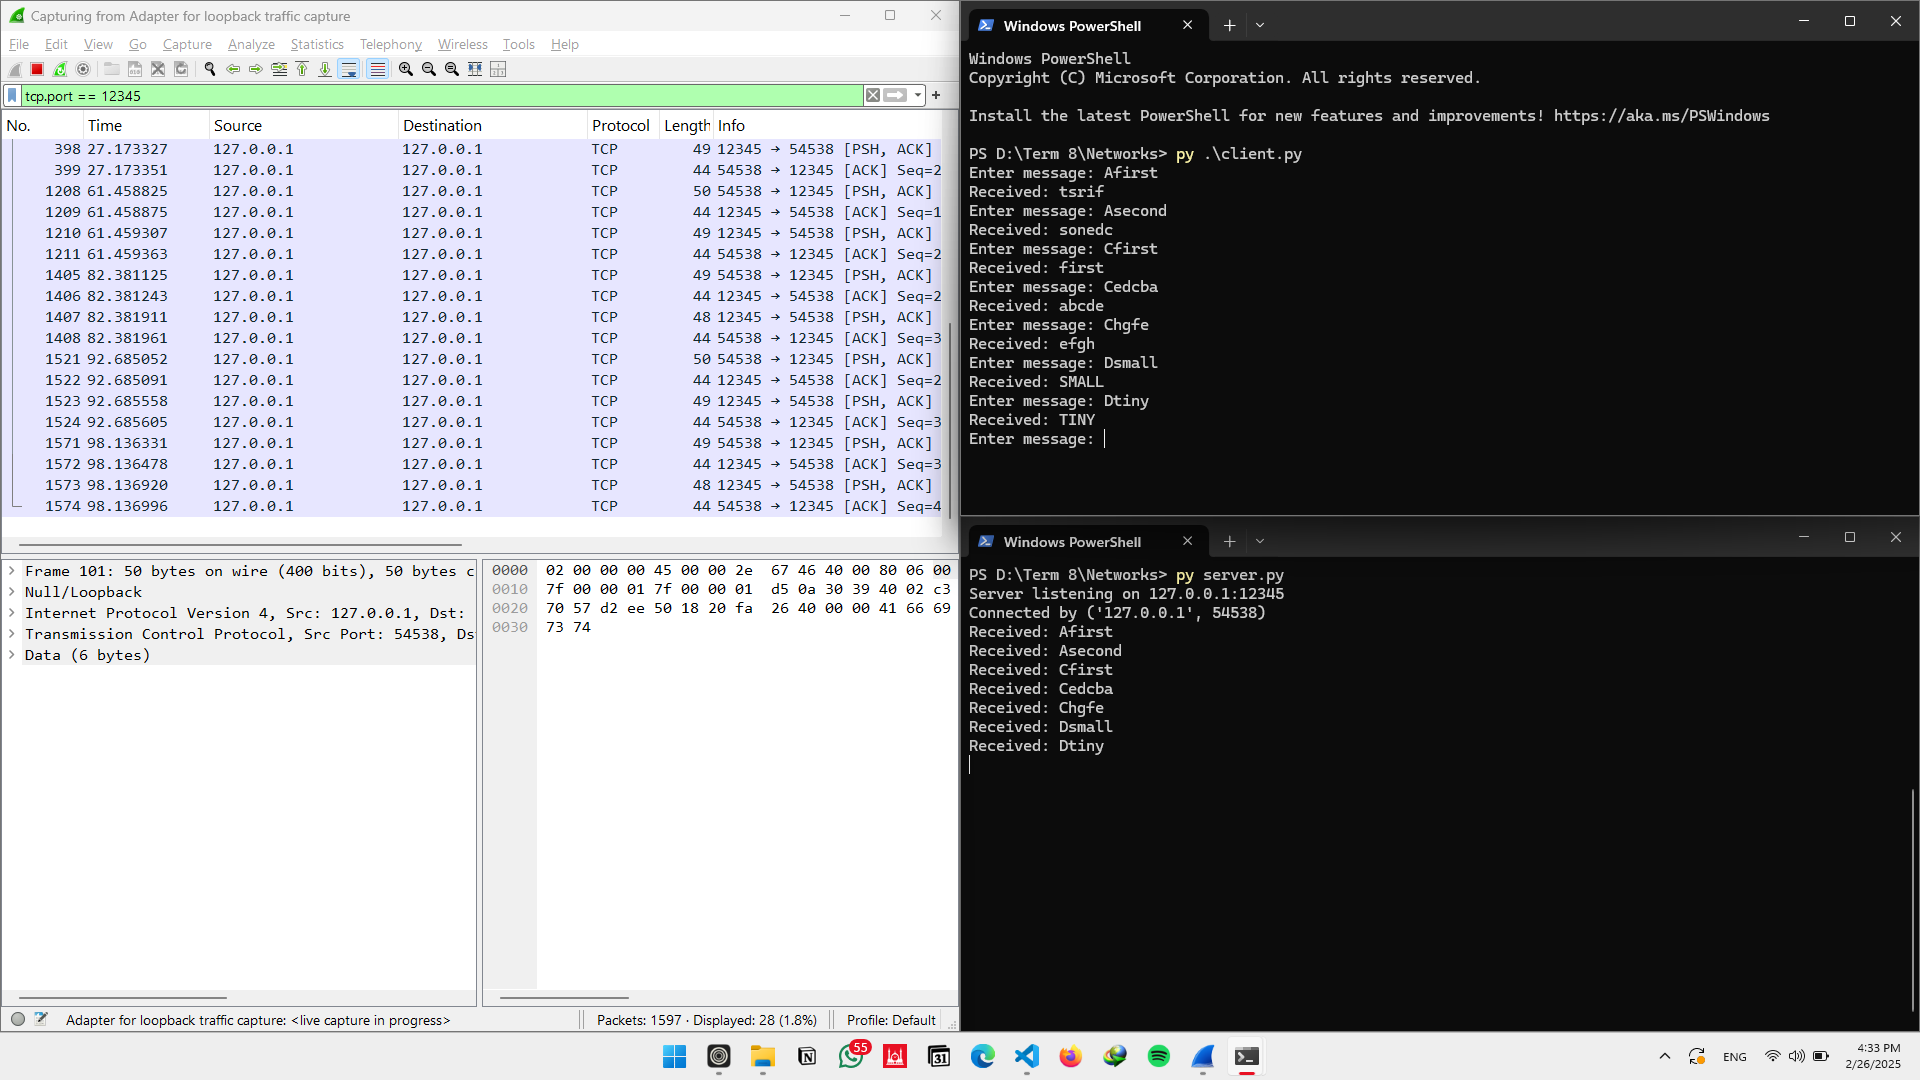 Capturing from Adapter for loopback traffic capture
File Edit View Go Capture Analyze Statistics Telephony Wireless Tools Help
tcp.port == 12345
No. Time Source Destination Protocol Length Info
398 27.173327 127.0.0.1 127.0.0.1 TCP 49 12345 → 54538 [PSH, ACK]
399 27.173351 127.0.0.1 127.0.0.1 TCP 44 54538 → 12345 [ACK] Seq=2
1208 61.458825 127.0.0.1 127.0.0.1 TCP 50 54538 → 12345 [PSH, ACK]
1209 61.458875 127.0.0.1 127.0.0.1 TCP 44 12345 → 54538 [ACK] Seq=1
1210 61.459307 127.0.0.1 127.0.0.1 TCP 49 12345 → 54538 [PSH, ACK]
1211 61.459363 127.0.0.1 127.0.0.1 TCP 44 54538 → 12345 [ACK] Seq=2
1405 82.381125 127.0.0.1 127.0.0.1 TCP 49 54538 → 12345 [PSH, ACK]
1406 82.381243 127.0.0.1 127.0.0.1 TCP 44 12345 → 54538 [ACK] Seq=2
1407 82.381911 127.0.0.1 127.0.0.1 TCP 48 12345 → 54538 [PSH, ACK]
1408 82.381961 127.0.0.1 127.0.0.1 TCP 44 54538 → 12345 [ACK] Seq=3
1521 92.685052 127.0.0.1 127.0.0.1 TCP 50 54538 → 12345 [PSH, ACK]
1522 92.685091 127.0.0.1 127.0.0.1 TCP 44 12345 → 54538 [ACK] Seq=2
1523 92.685558 127.0.0.1 127.0.0.1 TCP 49 12345 → 54538 [PSH, ACK]
1524 92.685605 127.0.0.1 127.0.0.1 TCP 44 54538 → 12345 [ACK] Seq=3
1571 98.136331 127.0.0.1 127.0.0.1 TCP 49 54538 → 12345 [PSH, ACK]
1572 98.136478 127.0.0.1 127.0.0.1 TCP 44 12345 → 54538 [ACK] Seq=3
1573 98.136920 127.0.0.1 127.0.0.1 TCP 48 12345 → 54538 [PSH, ACK]
1574 98.136996 127.0.0.1 127.0.0.1 TCP 44 54538 → 12345 [ACK] Seq=4
Frame 101: 50 bytes on wire (400 bits), 50 bytes c
Null/Loopback
Internet Protocol Version 4, Src: 127.0.0.1, Dst:
Transmission Control Protocol, Src Port: 54538, Ds
Data (6 bytes)
0000 02 00 00 00 45 00 00 2e 67 46 40 00 80 06 00
0010 7f 00 00 01 7f 00 00 01 d5 0a 30 39 40 02 c3
0020 70 57 d2 ee 50 18 20 fa 26 40 00 00 41 66 69
0030 73 74
Adapter for loopback traffic capture: <live capture in progress>
Packets: 1597 · Displayed: 28 (1.8%)
Profile: Default
Windows PowerShell
Windows PowerShell
Copyright (C) Microsoft Corporation. All rights reserved.
Install the latest PowerShell for new features and improvements! https://aka.ms/PSWindows
PS D:\Term 8\Networks> py .\client.py
Enter message: Afirst
Received: tsrif
Enter message: Asecond
Received: sonedc
Enter message: Cfirst
Received: first
Enter message: Cedcba
Received: abcde
Enter message: Chgfe
Received: efgh
Enter message: Dsmall
Received: SMALL
Enter message: Dtiny
Received: TINY
Enter message:
Windows PowerShell
PS D:\Term 8\Networks> py server.py
Server listening on 127.0.0.1:12345
Connected by ('127.0.0.1', 54538)
Received: Afirst
Received: Asecond
Received: Cfirst
Received: Cedcba
Received: Chgfe
Received: Dsmall
Received: Dtiny
55
31
ENG
4:33 PM
2/26/2025